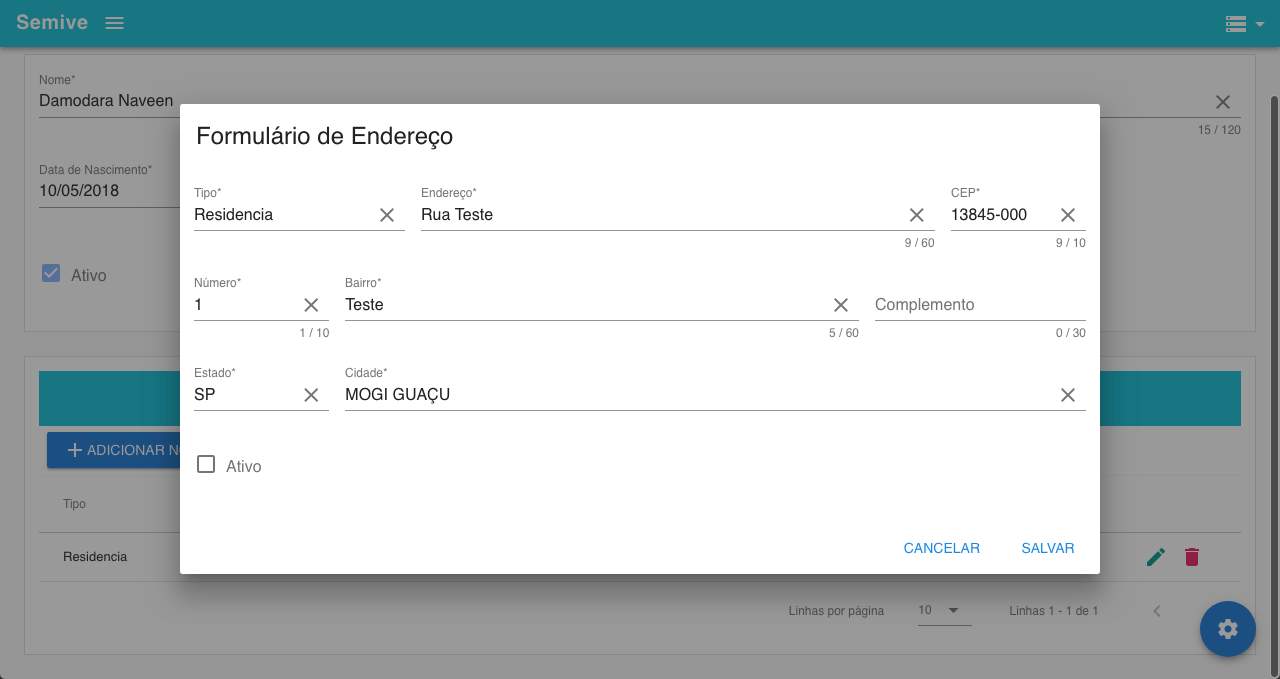 Semive
Nome*
Damodara Naveen
15 / 120
Data de Nascimento*
10/05/2018
Ativo
Formulário de Endereço
Tipo* Endereço* CEP*
Residencia Rua Teste 13845-000
9 / 60 9 / 10
Número* Bairro*
1 Teste Complemento
1 / 10 5 / 60 0 / 30
Estado* Cidade*
SP MOGI GUAÇU
Ativo
CANCELAR SALVAR
ADICIONAR
Tipo
Residencia
Linhas por página 10 Linhas 1 - 1 de 1